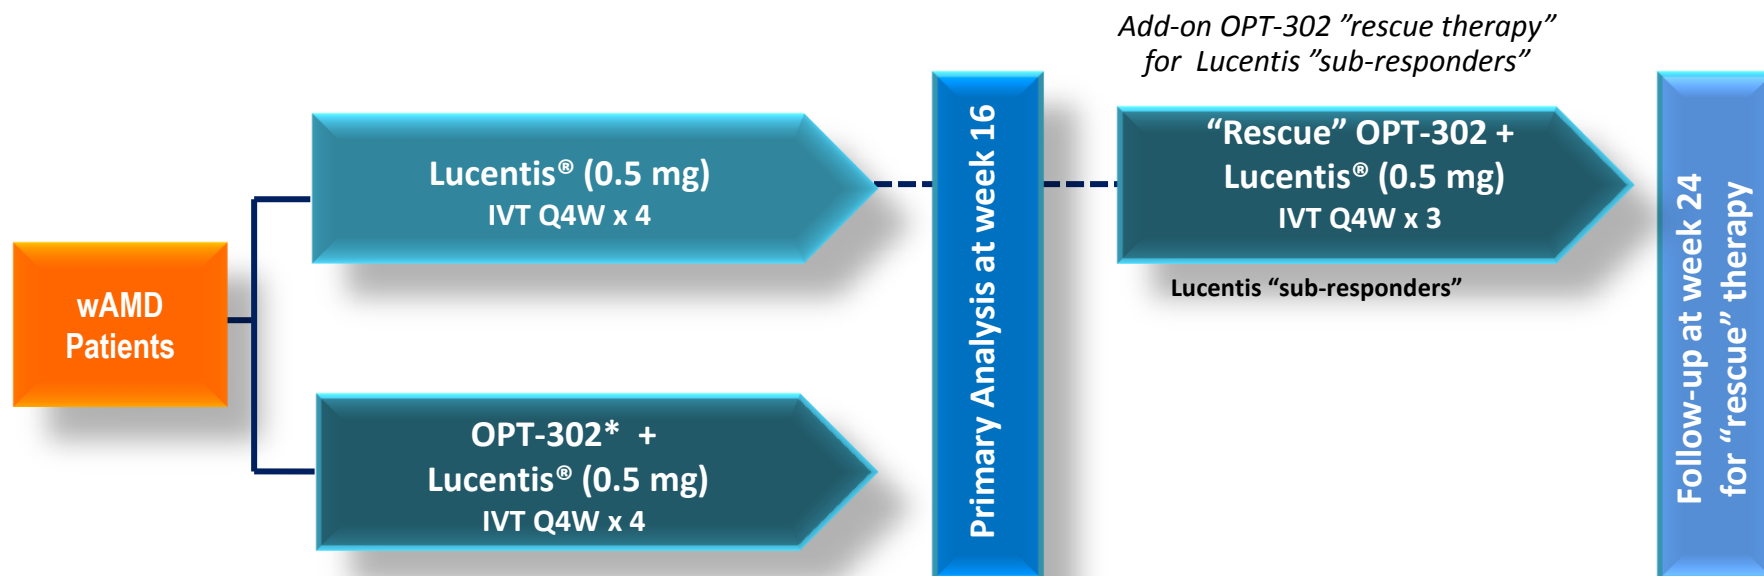 Add-on OPT-302 ”rescue therapy”
for Lucentis ”sub-responders”
wAMD
Patients
Lucentis® (0.5 mg)
IVT Q4W x 4
OPT-302* +
Lucentis® (0.5 mg)
IVT Q4W x 4
Primary Analysis at week 16
“Rescue” OPT-302 +
Lucentis® (0.5 mg)
IVT Q4W x 3
Lucentis “sub-responders”
Follow-up at week 24
for “rescue” therapy